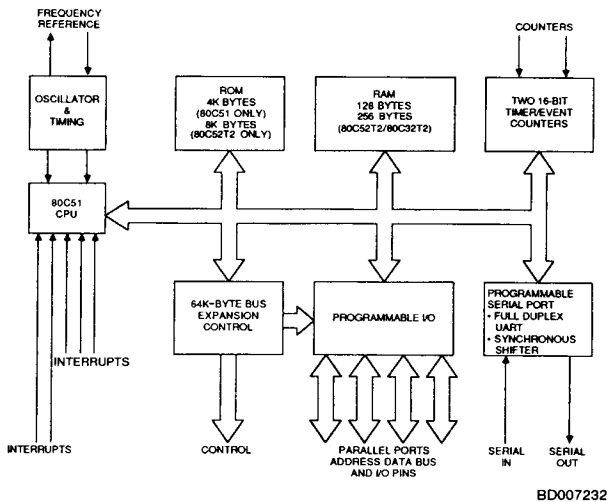 FREQUENCY
REFERENCE
COUNTERS
OSCILLATOR
&
TIMING
ROM
4K BYTES
(80C51 ONLY)
8K BYTES
(80C52T2 ONLY)
RAM
128 BYTES
256 BYTES
(80C52T2/80C32T2)
TWO 16-BIT
TIMER/EVENT
COUNTERS
80C51
CPU
64K-BYTE BUS
EXPANSION
CONTROL
PROGRAMMABLE I/O
PROGRAMMABLE
SERIAL PORT
• FULL DUPLEX
UART
• SYNCHRONOUS
SHIFTER
INTERRUPTS
INTERRUPTS
CONTROL
PARALLEL PORTS
ADDRESS DATA BUS
AND I/O PINS
SERIAL
IN
SERIAL
OUT
BD007232